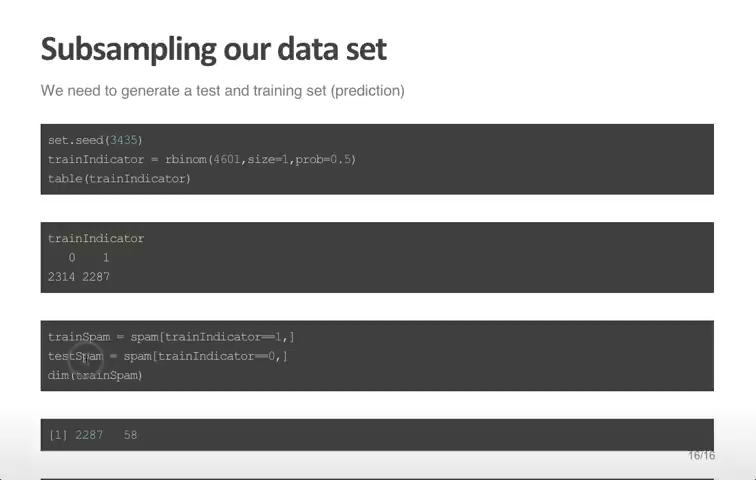 Subsampling our data set
We need to generate a test and training set (prediction)
set.seed(3435)
trainIndicator = rbinom(4601,size=1,prob=0.5)
table(trainIndicator)
trainIndicator
0 1
2314 2287
trainSpam = spam[trainIndicator==1,]
testSpam = spam[trainIndicator==0,]
dim(trainSpam)
[1] 2287 58
16/16